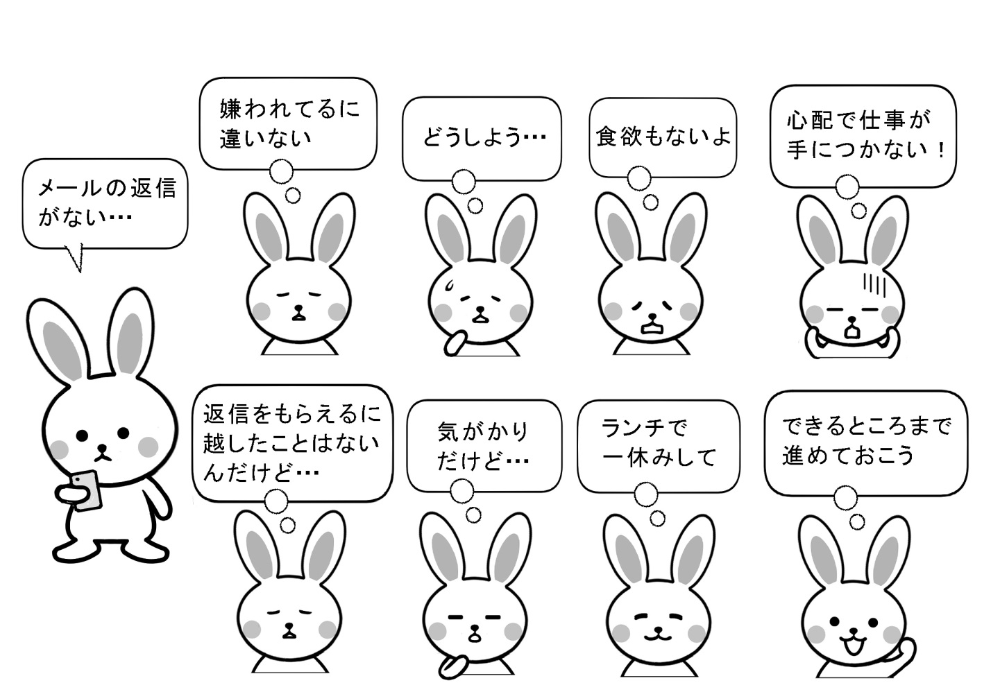 メールの返信
がない…
嫌われてるに
違いない
どうしよう…
食欲もないよ
心配で仕事が
手につかない！
返信をもらえるに
越したことはない
んだけど…
気がかり
だけど…
ランチで
一休みして
できるところまで
進めておこう